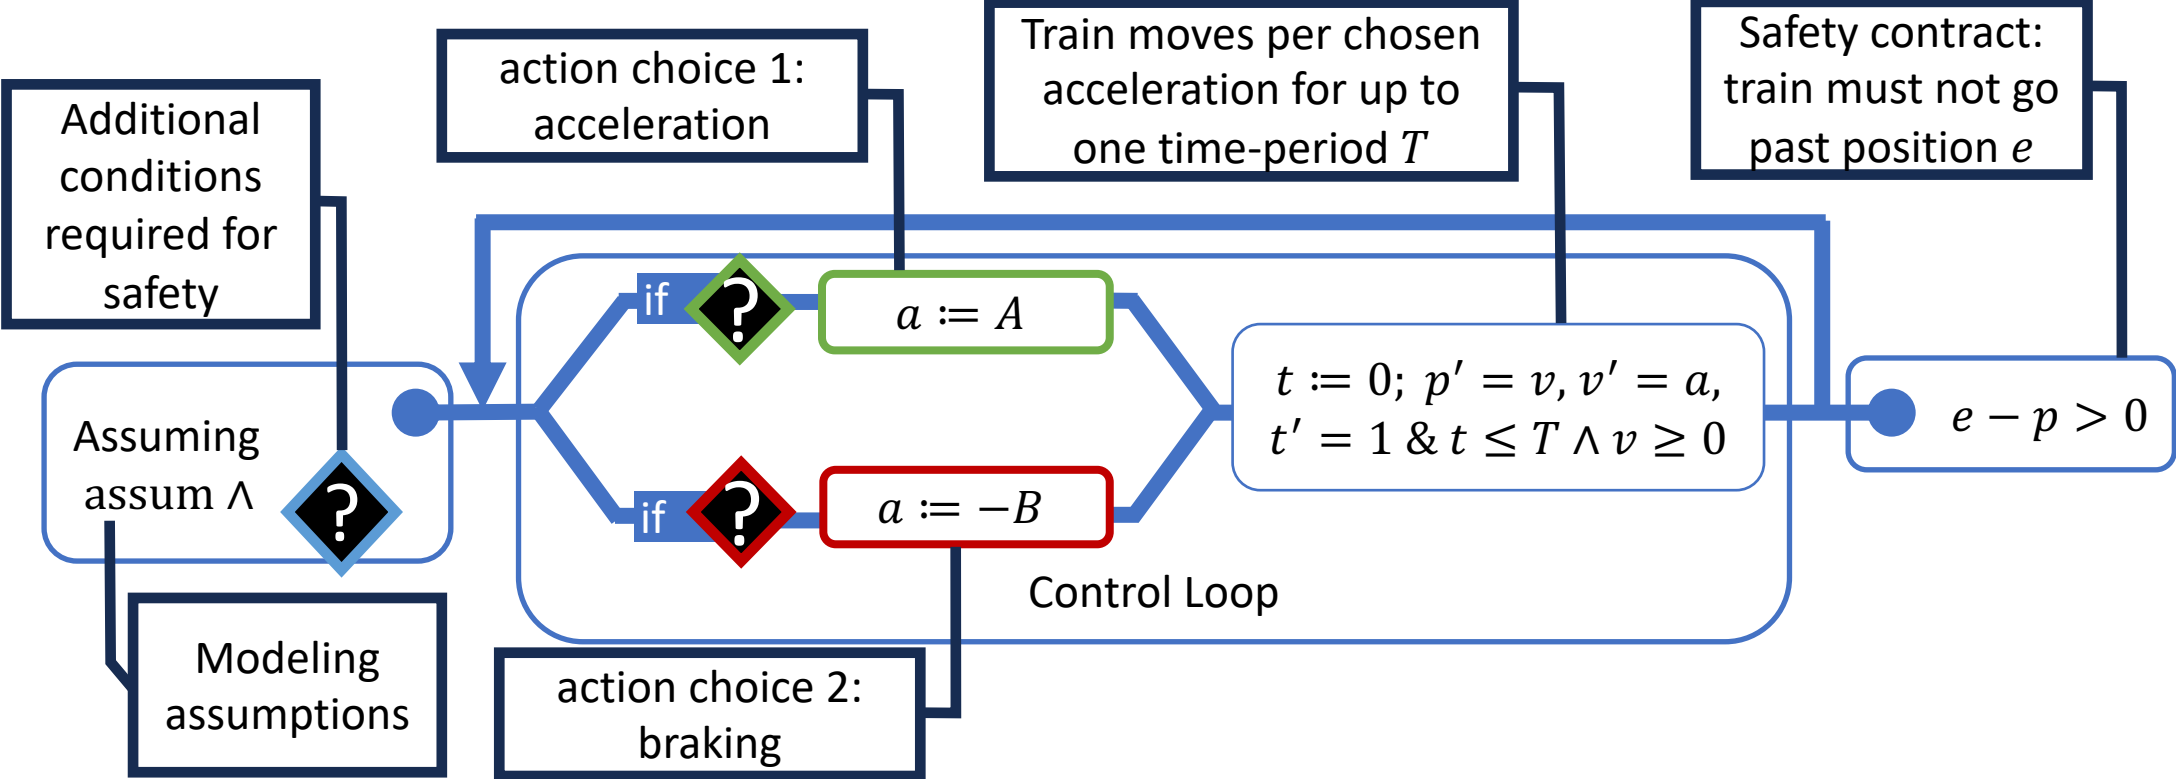 Additional
conditions
required for
safety
action choice 1:
acceleration
Train moves per chosen
acceleration for up to
one time-period T
Safety contract:
train must not go
past position e
if
?
a ≔ A
Assuming
assum ∧
?
t ≔ 0; p′ = v, v′ = a,
t′ = 1 & t ≤ T ∧ v ≥ 0
e − p > 0
if
?
a ≔ −B
Control Loop
Modeling
assumptions
action choice 2:
braking